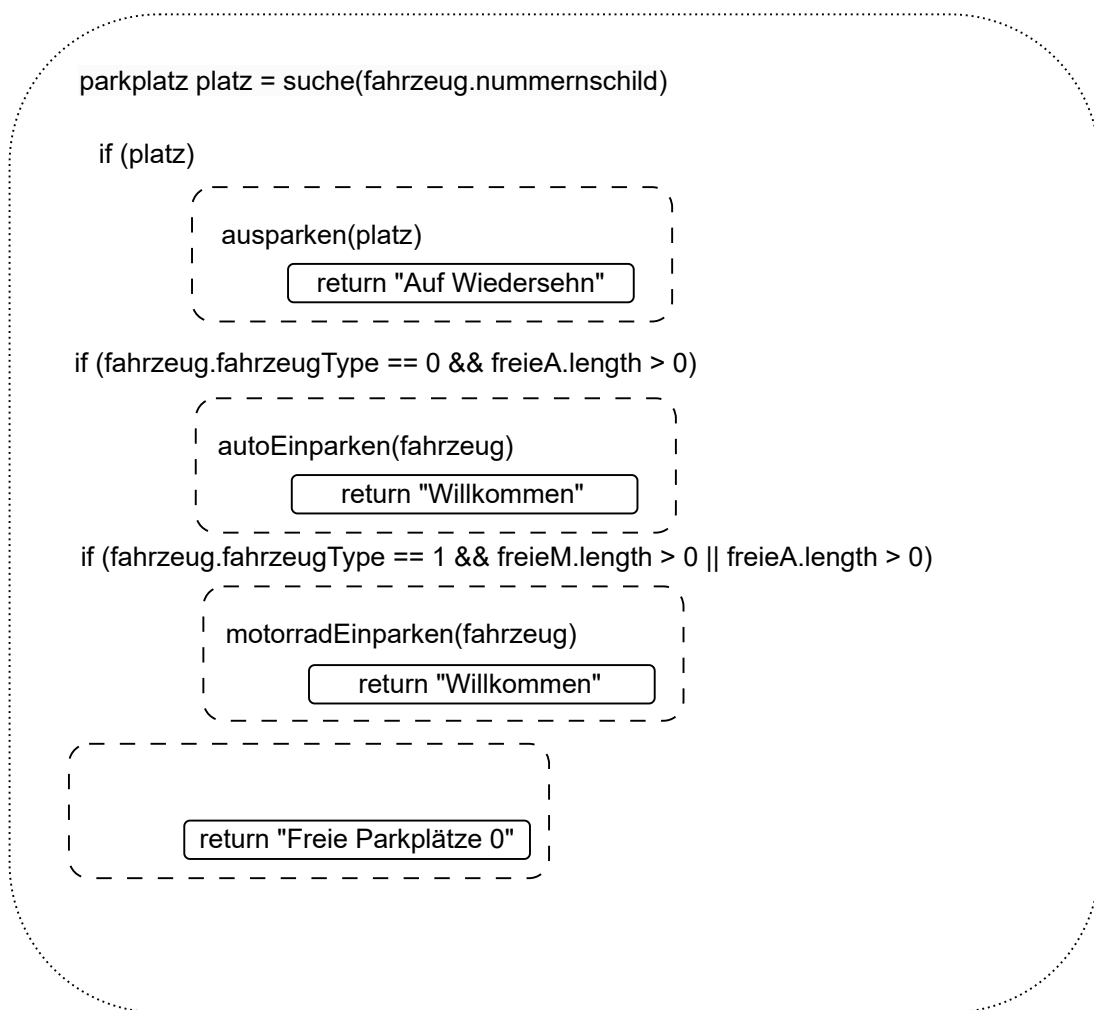 parkplatz platz = suche(fahrzeug.nummernschild)
if (platz)
ausparken(platz)
return "Auf Wiedersehn"
if (fahrzeug.fahrzeugType == 0 && freieA.length > 0)
autoEinparken(fahrzeug)
return "Willkommen"
if (fahrzeug.fahrzeugType == 1 && freieM.length > 0 || freieA.length > 0)
motorradEinparken(fahrzeug)
return "Willkommen"
return "Freie Parkplätze 0"